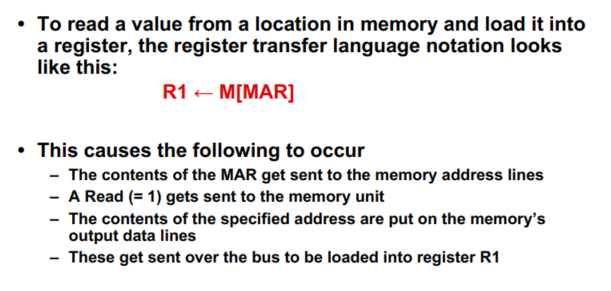 • To read a value from a location in memory and load it into
a register, the register transfer language notation looks
like this:
R1 ← M[MAR]
• This causes the following to occur
– The contents of the MAR get sent to the memory address lines
– A Read (= 1) gets sent to the memory unit
– The contents of the specified address are put on the memory's
output data lines
– These get sent over the bus to be loaded into register R1